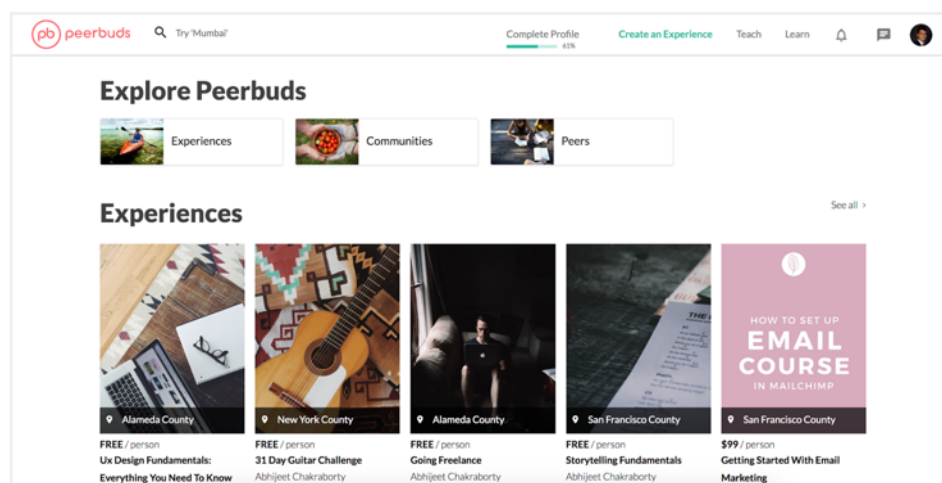 pb peerbuds
Try 'Mumbai'
Complete Profile
61%
Create an Experience
Teach
Learn
Explore Peerbuds
Experiences
Communities
Peers
Experiences
See all >
HOW TO SET UP
EMAIL
COURSE
IN MAILCHIMP
Alameda County
New York County
Alameda County
San Francisco County
San Francisco County
FREE / person
Ux Design Fundamentals:
Everything You Need To Know
FREE / person
31 Day Guitar Challenge
Abhijeet Chakraborty
FREE / person
Going Freelance
Abhijeet Chakraborty
FREE / person
Storytelling Fundamentals
Abhijeet Chakraborty
$99 / person
Getting Started With Email
Marketing